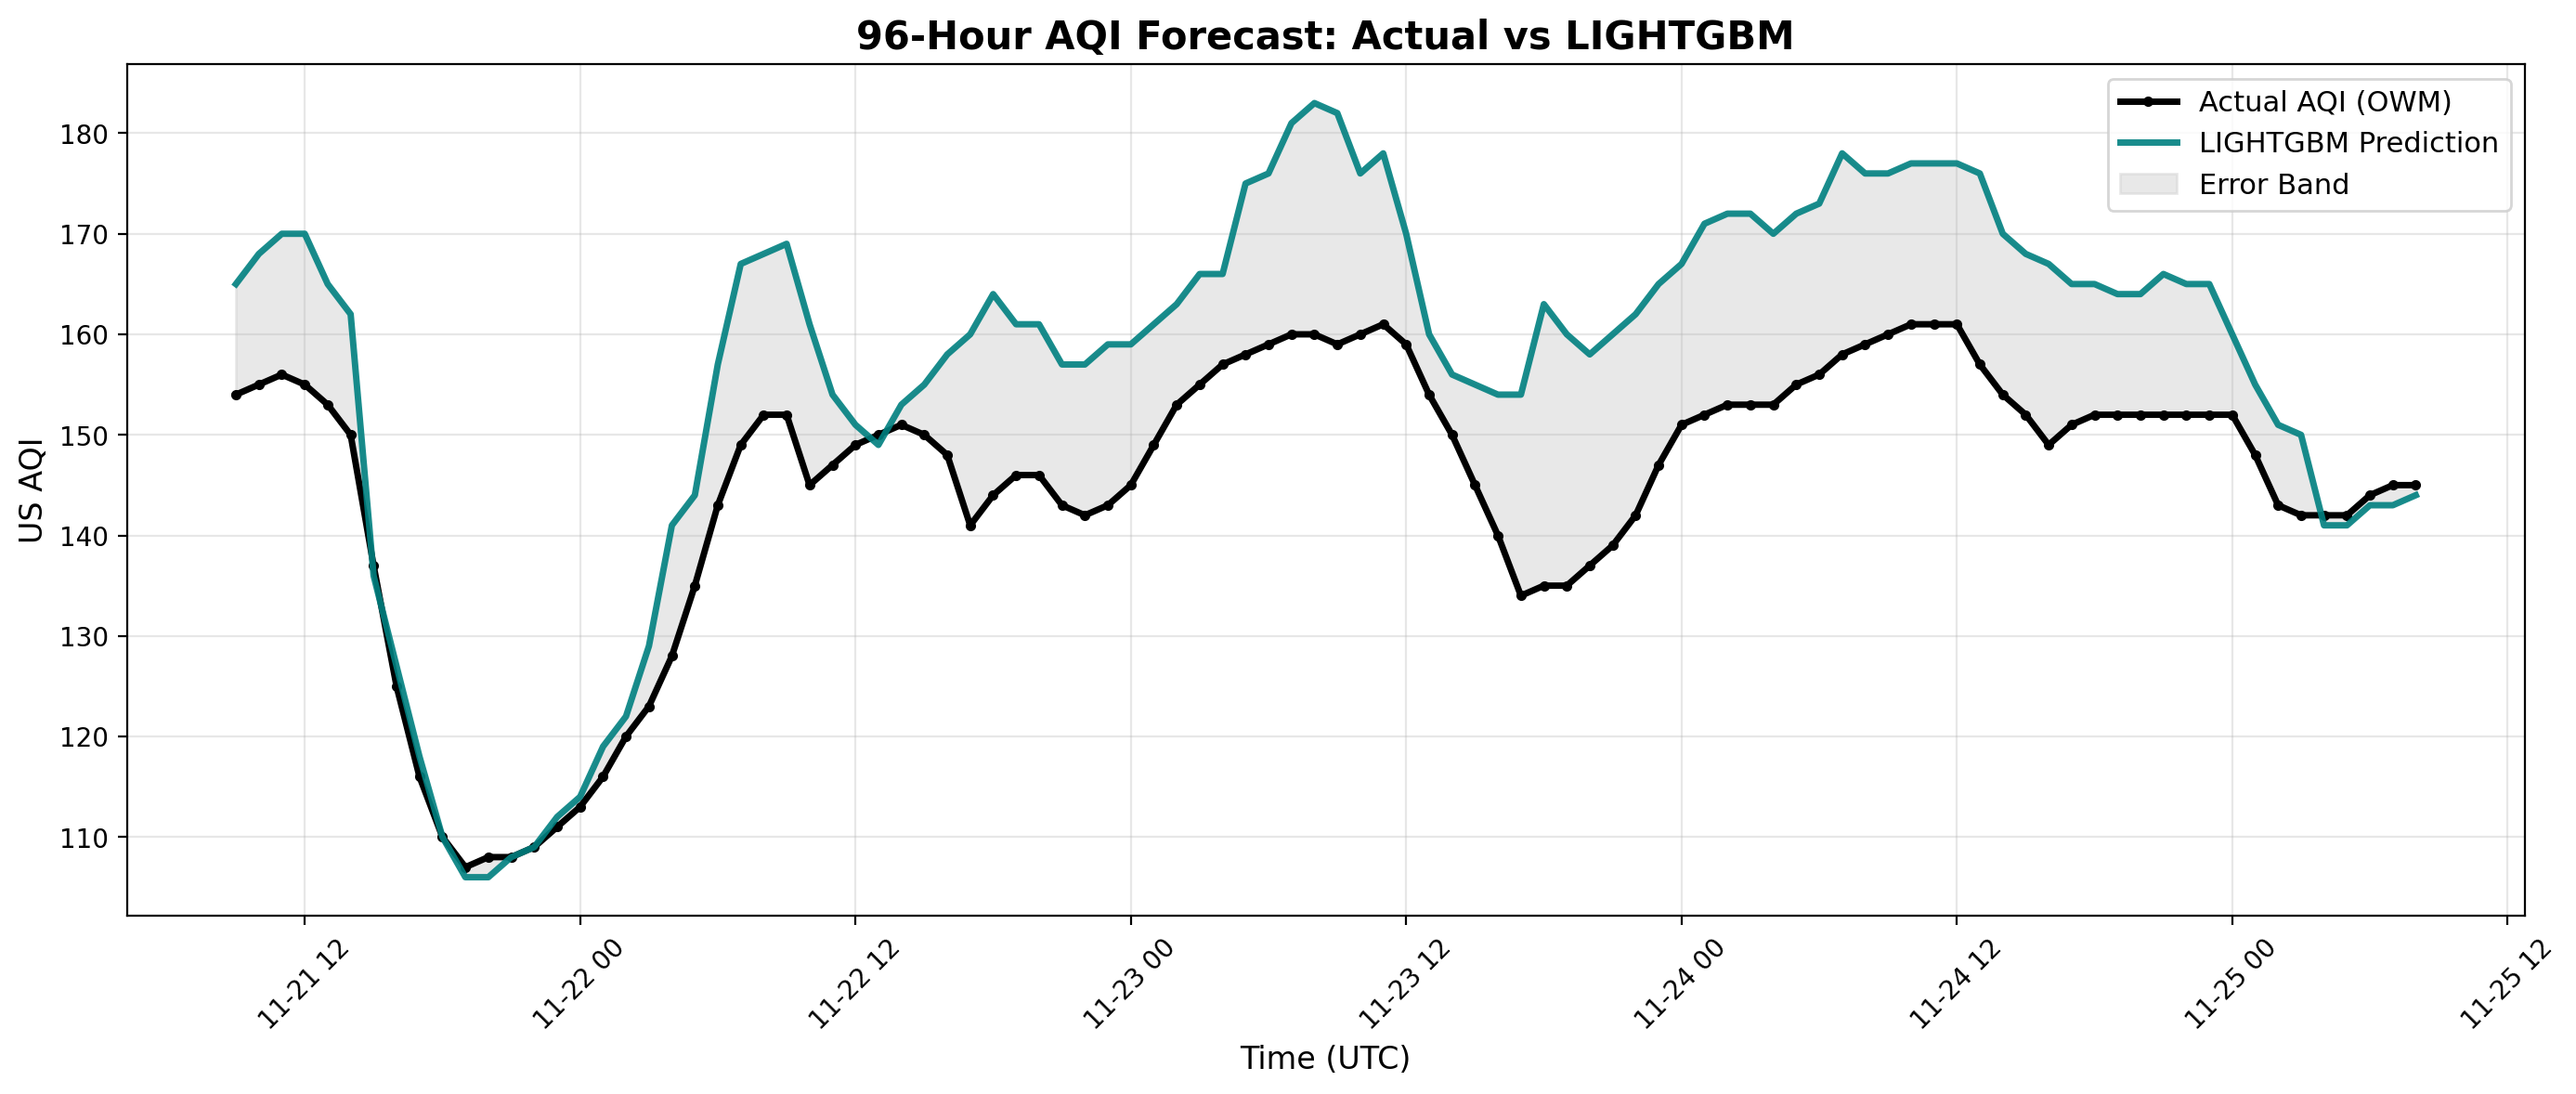 96-Hour AQI Forecast: Actual vs LIGHTGBM
Actual AQI (OWM)
LIGHTGBM Prediction
Error Band
US AQI
180
170
160
150
140
130
120
110
11-21 12
11-22 00
11-22 12
11-23 00
11-23 12
11-24 00
11-24 12
11-25 00
11-25 12
Time (UTC)